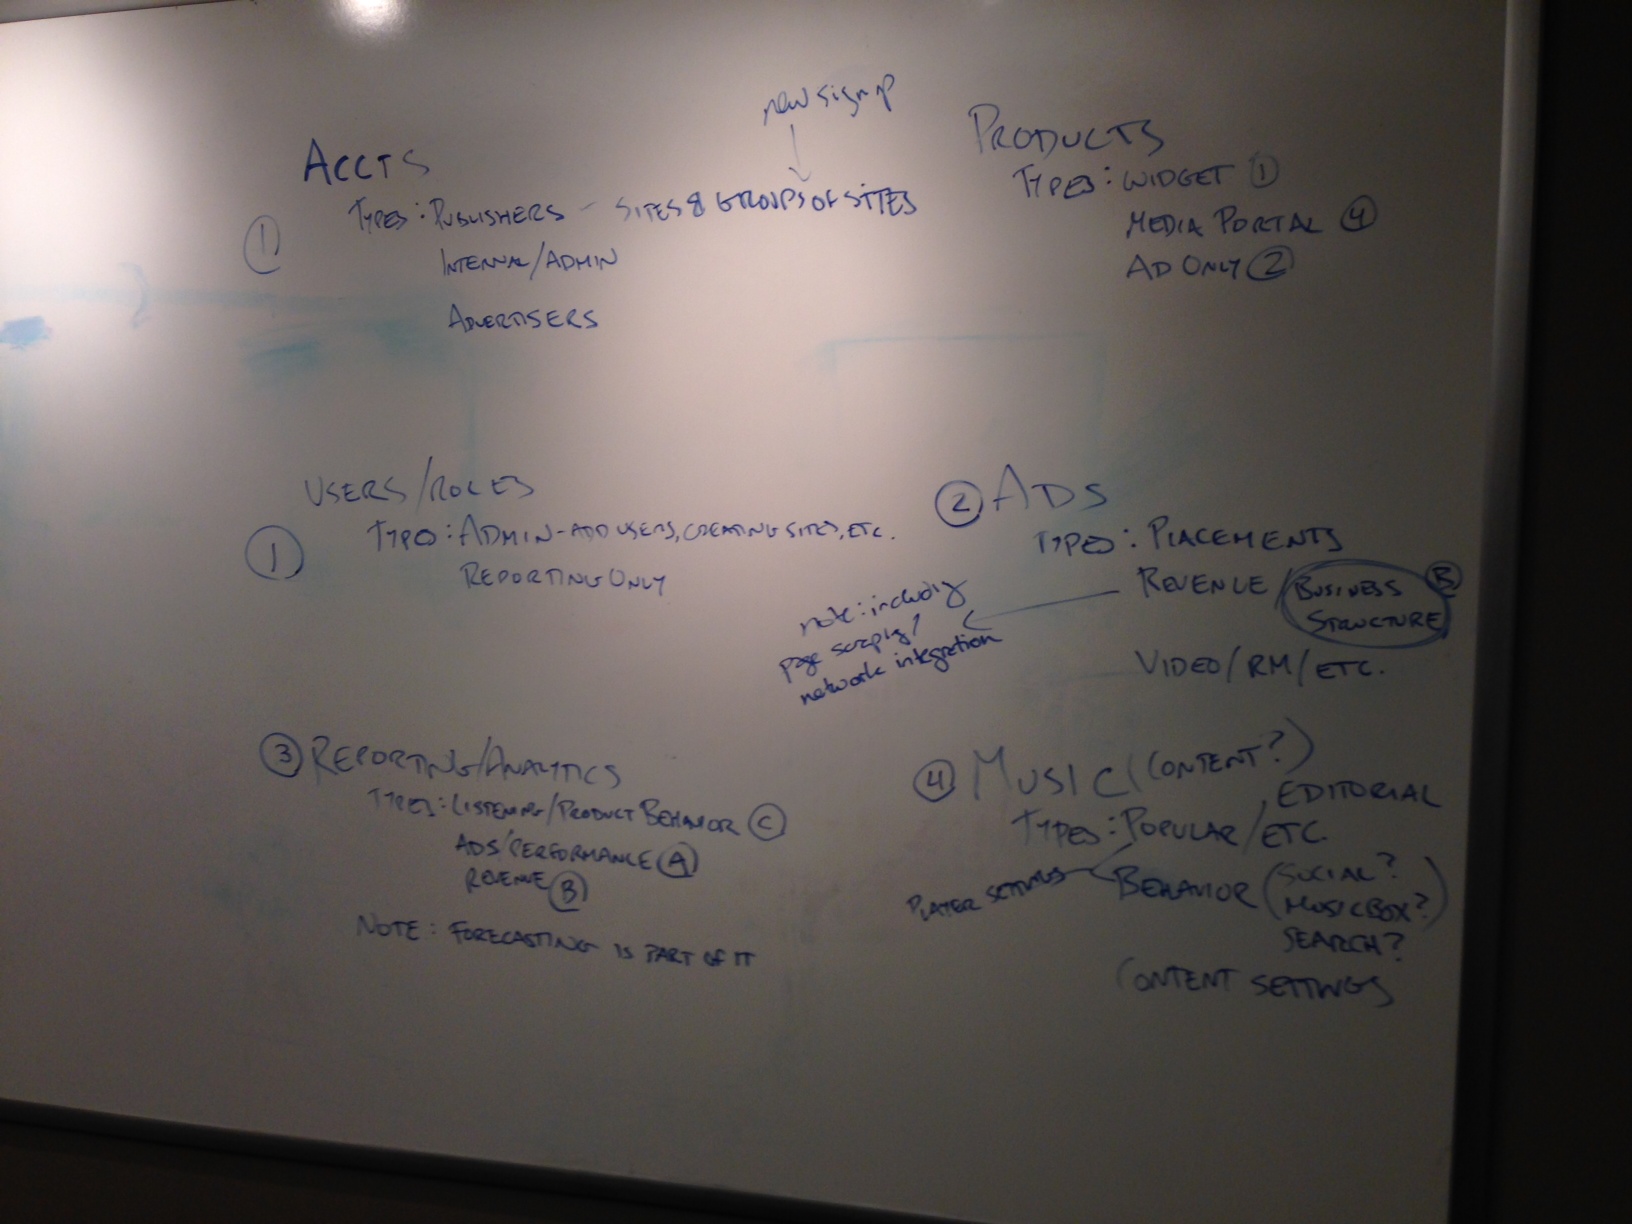 new signup
ACCTS
① TYPES: PUBLISHERS - SITES & GROUPS OF SITES
INTERNAL/ADMIN
ADVERTISERS
PRODUCTS
TYPES: WIDGET ①
MEDIA PORTAL ④
AD ONLY ②
USERS/ROLES
① TYPES: ADMIN - ADD USERS, CREATING SITES, ETC.
REPORTING ONLY
② ADS
TYPES: PLACEMENTS
REVENUE / BUSINESS Ⓑ
STRUCTURE
VIDEO/RM/ETC.
note: including
page scraping/
network integration
③ REPORTING/ANALYTICS
TYPES: LISTENING/PRODUCT BEHAVIOR Ⓒ
ADS/PERFORMANCE Ⓐ
REVENUE Ⓑ
NOTE: FORECASTING IS PART OF IT
④ MUSIC (CONTENT?)
, EDITORIAL
TYPES: POPULAR/ETC.
PLAYER SETTINGS
BEHAVIOR (SOCIAL?
MUSICBOX?)
SEARCH?
CONTENT SETTINGS